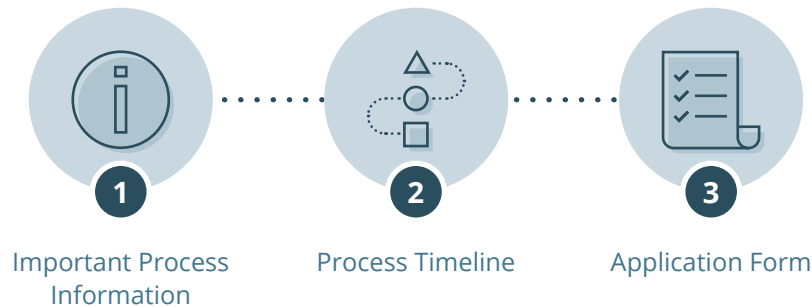 1
2
3
Important Process
Information
Process Timeline
Application Form